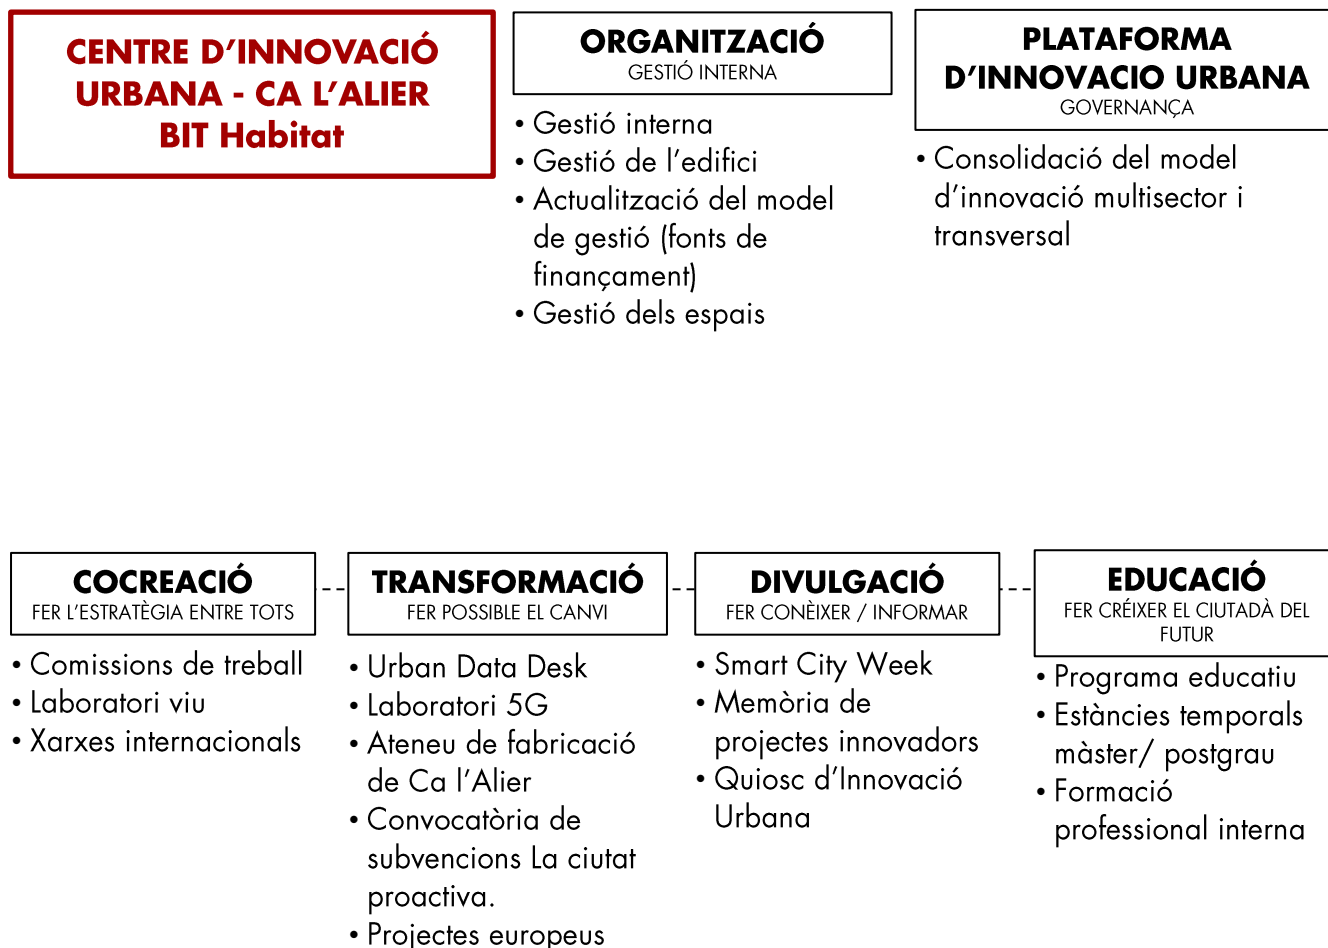 CENTRE D'INNOVACIÓ
URBANA - CA L'ALIER
BIT Habitat
ORGANITZACIÓ
GESTIÓ INTERNA
• Gestió interna
• Gestió de l'edifici
• Actualització del model
de gestió (fonts de
finançament)
• Gestió dels espais
PLATAFORMA
D'INNOVACIO URBANA
GOVERNANÇA
• Consolidació del model
d'innovació multisector i
transversal
COCREACIÓ
FER L'ESTRATÈGIA ENTRE TOTS
• Comissions de treball
• Laboratori viu
• Xarxes internacionals
TRANSFORMACIÓ
FER POSSIBLE EL CANVI
• Urban Data Desk
• Laboratori 5G
• Ateneu de fabricació
de Ca l'Alier
• Convocatòria de
subvencions La ciutat
proactiva.
• Projectes europeus
DIVULGACIÓ
FER CONÈIXER / INFORMAR
• Smart City Week
• Memòria de
projectes innovadors
• Quiosc d'Innovació
Urbana
EDUCACIÓ
FER CRÉIXER EL CIUTADÀ DEL
FUTUR
• Programa educatiu
• Estàncies temporals
màster/ postgrau
• Formació
professional interna